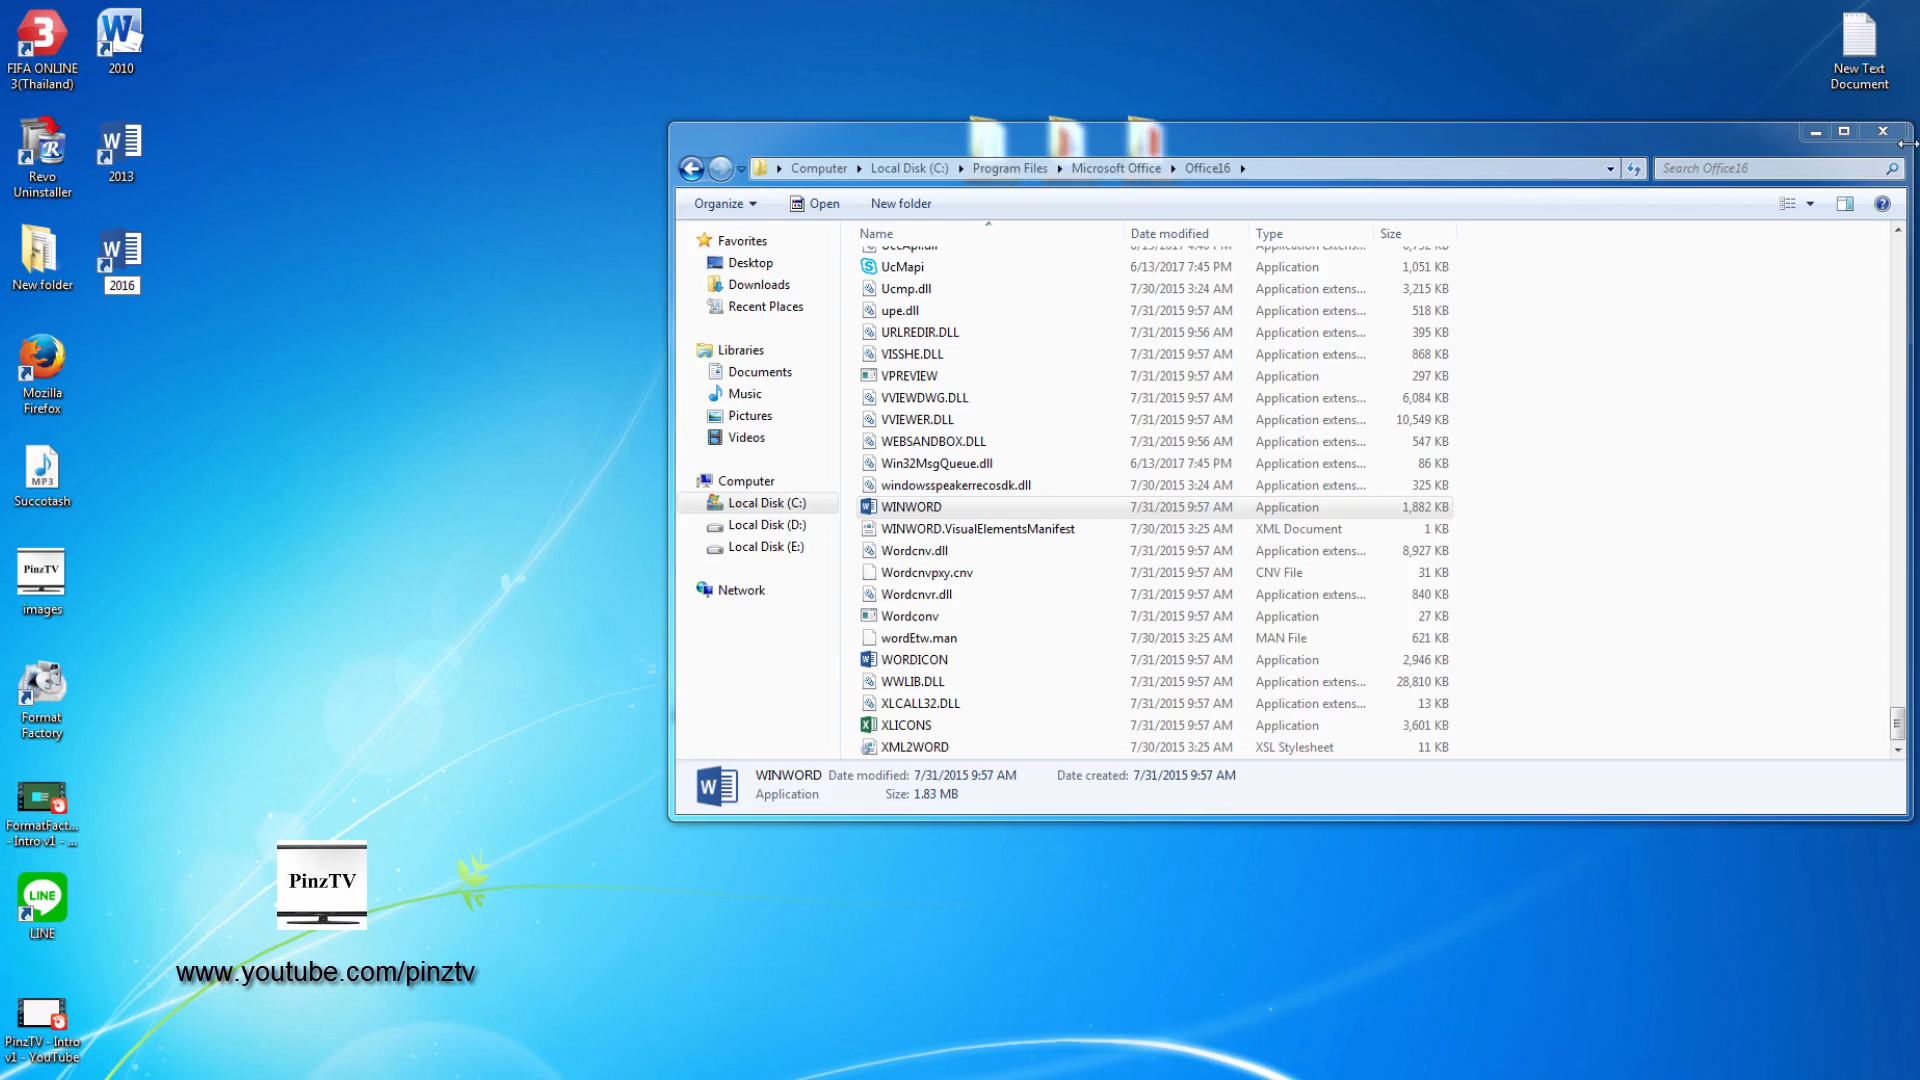 FIFA ONLINE
3(Thailand)
2010
New Text
Document
Revo
Uninstaller
2013
New folder
2016
Mozilla
Firefox
MP3
Succotash
PinzTV
images
Format
Factory
FormatFact...
- Intro v1 - ...
LINE
LINE
PinzTV - Intro
v1 - YouTube
PinzTV
www.youtube.com/pinztv
Computer Local Disk (C:) Program Files Microsoft Office Office16
Search Office16
Organize Open New folder
Favorites
Desktop
Downloads
Recent Places
Libraries
Documents
Music
Pictures
Videos
Computer
Local Disk (C:)
Local Disk (D:)
Local Disk (E:)
Network
Name Date modified Type Size
UcMapi 6/13/2017 7:45 PM Application 1,051 KB
Ucmp.dll 7/30/2015 3:24 AM Application extens... 3,215 KB
upe.dll 7/31/2015 9:57 AM Application extens... 518 KB
URLREDIR.DLL 7/31/2015 9:56 AM Application extens... 395 KB
VISSHE.DLL 7/31/2015 9:57 AM Application extens... 868 KB
VPREVIEW 7/31/2015 9:57 AM Application 297 KB
VVIEWDWG.DLL 7/31/2015 9:57 AM Application extens... 6,084 KB
VVIEWER.DLL 7/31/2015 9:57 AM Application extens... 10,549 KB
WEBSANDBOX.DLL 7/31/2015 9:56 AM Application extens... 547 KB
Win32MsgQueue.dll 6/13/2017 7:45 PM Application extens... 86 KB
windowsspeakerrecosdk.dll 7/30/2015 3:24 AM Application extens... 325 KB
WINWORD 7/31/2015 9:57 AM Application 1,882 KB
WINWORD.VisualElementsManifest 7/30/2015 3:25 AM XML Document 1 KB
Wordcnv.dll 7/31/2015 9:57 AM Application extens... 8,927 KB
Wordcnvpxy.cnv 7/31/2015 9:57 AM CNV File 31 KB
Wordcnvr.dll 7/31/2015 9:57 AM Application extens... 840 KB
Wordconv 7/31/2015 9:57 AM Application 27 KB
wordEtw.man 7/30/2015 3:25 AM MAN File 621 KB
WORDICON 7/31/2015 9:57 AM Application 2,946 KB
WWLIB.DLL 7/31/2015 9:57 AM Application extens... 28,810 KB
XLCALL32.DLL 7/31/2015 9:57 AM Application extens... 13 KB
XLICONS 7/31/2015 9:57 AM Application 3,601 KB
XML2WORD 7/30/2015 3:25 AM XSL Stylesheet 11 KB
WINWORD Date modified: 7/31/2015 9:57 AM Date created: 7/31/2015 9:57 AM
Application Size: 1.83 MB